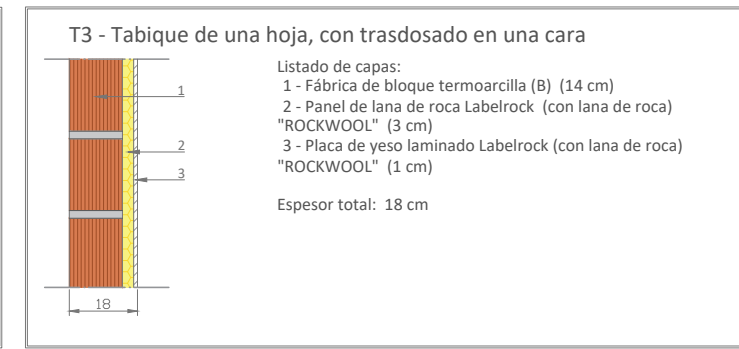 T3 - Tabique de una hoja, con trasdosado en una cara
Listado de capas:
1 - Fábrica de bloque termoarcilla (B) (14 cm)
2 - Panel de lana de roca Labelrock (con lana de roca)
"ROCKWOOL" (3 cm)
3 - Placa de yeso laminado Labelrock (con lana de roca)
"ROCKWOOL" (1 cm)
Espesor total: 18 cm
1
2
3
18